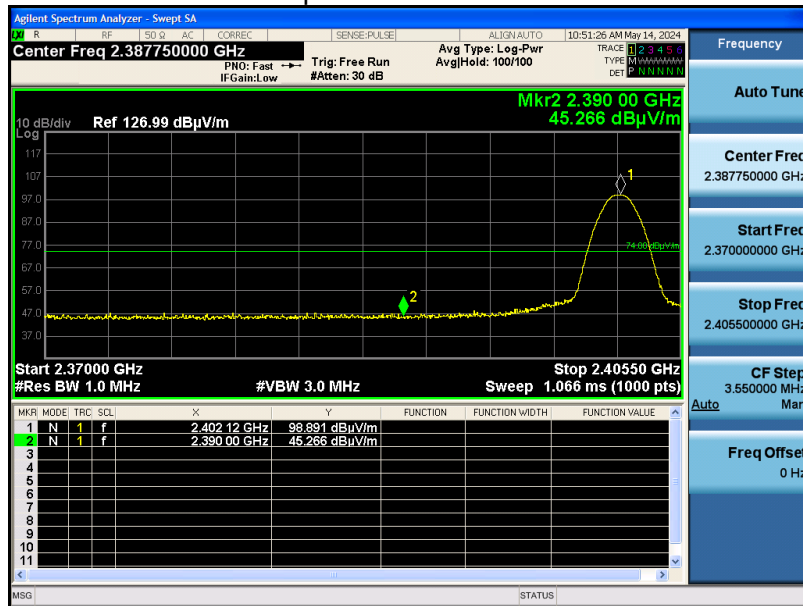 Agilent Spectrum Analyzer - Swept SA
LXI R RF 50 Ω AC CORREC SENSE:PULSE ALIGN AUTO 10:51:26 AM May 14, 2024
Center Freq 2.387750000 GHz
PNO: Fast
IFGain:Low
Trig: Free Run
#Atten: 30 dB
Avg Type: Log-Pwr
Avg|Hold: 100/100
TRACE 1 2 3 4 5 6
TYPE M W W W W W
DET P N N N N N
Mkr2 2.390 00 GHz
45.266 dBµV/m
10 dB/div Ref 126.99 dBµV/m
Log
117
107
97.0
87.0
77.0
67.0
57.0
47.0
37.0
1
2
74.00 dBµV/m
Start 2.37000 GHz Stop 2.40550 GHz
#Res BW 1.0 MHz #VBW 3.0 MHz Sweep 1.066 ms (1000 pts)
MKR MODE TRC SCL X Y FUNCTION FUNCTION WIDTH FUNCTION VALUE
1 N 1 f 2.402 12 GHz 98.891 dBµV/m
2 N 1 f 2.390 00 GHz 45.266 dBµV/m
3
4
5
6
7
8
9
10
11
MSG STATUS
Frequency
Auto Tune
Center Freq
2.387750000 GHz
Start Freq
2.370000000 GHz
Stop Freq
2.405500000 GHz
CF Step
3.550000 MHz
Auto Man
Freq Offset
0 Hz